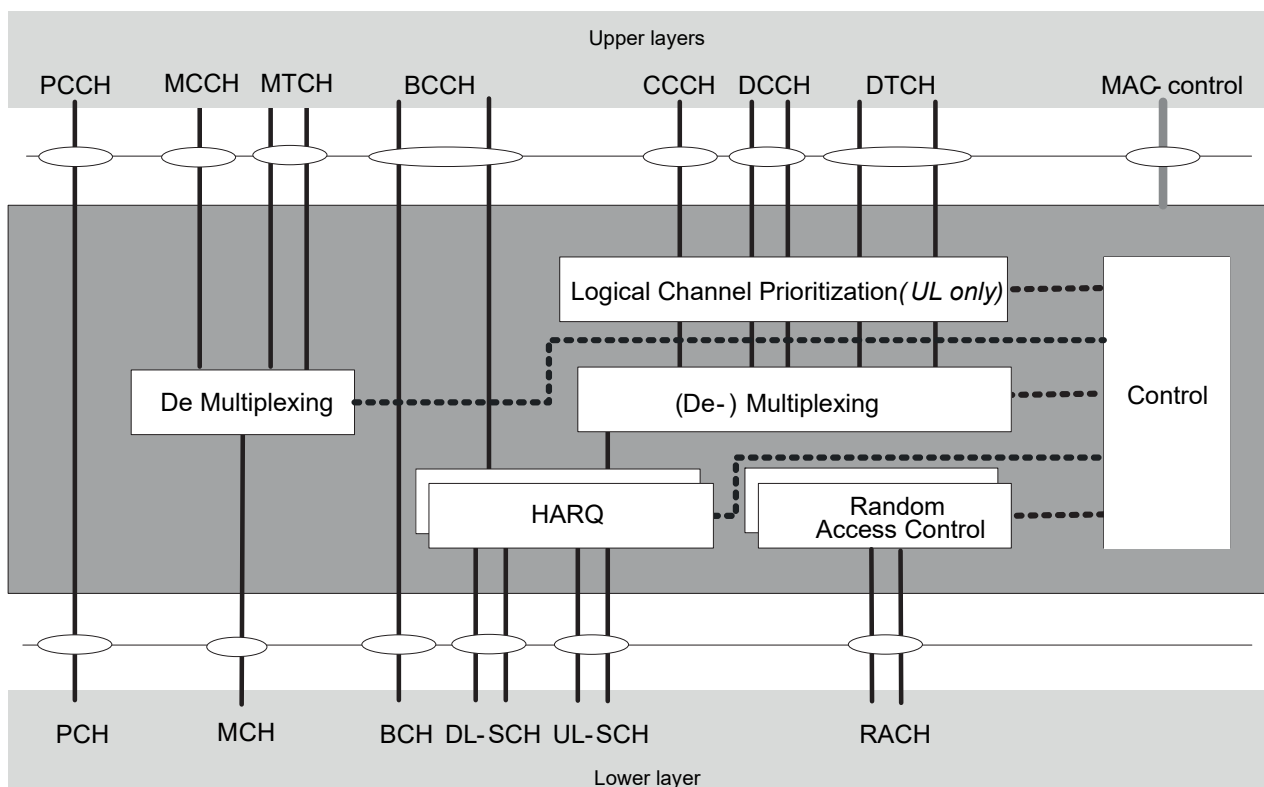 Upper layers
PCCH MCCH MTCH BCCH CCCH DCCH DTCH MAC- control
Logical Channel Prioritization (UL only)
De Multiplexing
(De-) Multiplexing
Control
HARQ
Random
Access Control
PCH MCH BCH DL-SCH UL-SCH RACH
Lower layer